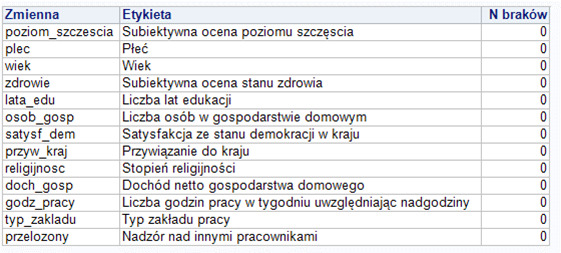 Zmienna Etykieta N braków
poziom_szczescia Subiektywna ocena poziomu szczęścia 0
plec Płeć 0
wiek Wiek 0
zdrowie Subiektywna ocena stanu zdrowia 0
lata_edu Liczba lat edukacji 0
osob_gosp Liczba osób w gospodarstwie domowym 0
satysf_dem Satysfakcja ze stanu demokracji w kraju 0
przyw_kraj Przywiązanie do kraju 0
religijnosc Stopień religijności 0
doch_gosp Dochód netto gospodarstwa domowego 0
godz_pracy Liczba godzin pracy w tygodniu uwzględniając nadgodziny 0
typ_zakladu Typ zakładu pracy 0
przelozony Nadzór nad innymi pracownikami 0